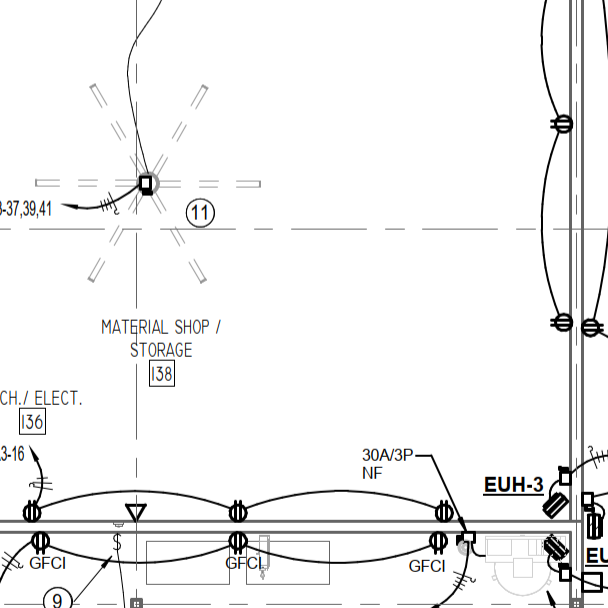 3-37,39,41
11
MATERIAL SHOP /
STORAGE
138
CH./ ELECT.
136
3-16
30A/3P
NF
EUH-3
GFCI
GFCI
GFCI
EU
S
9